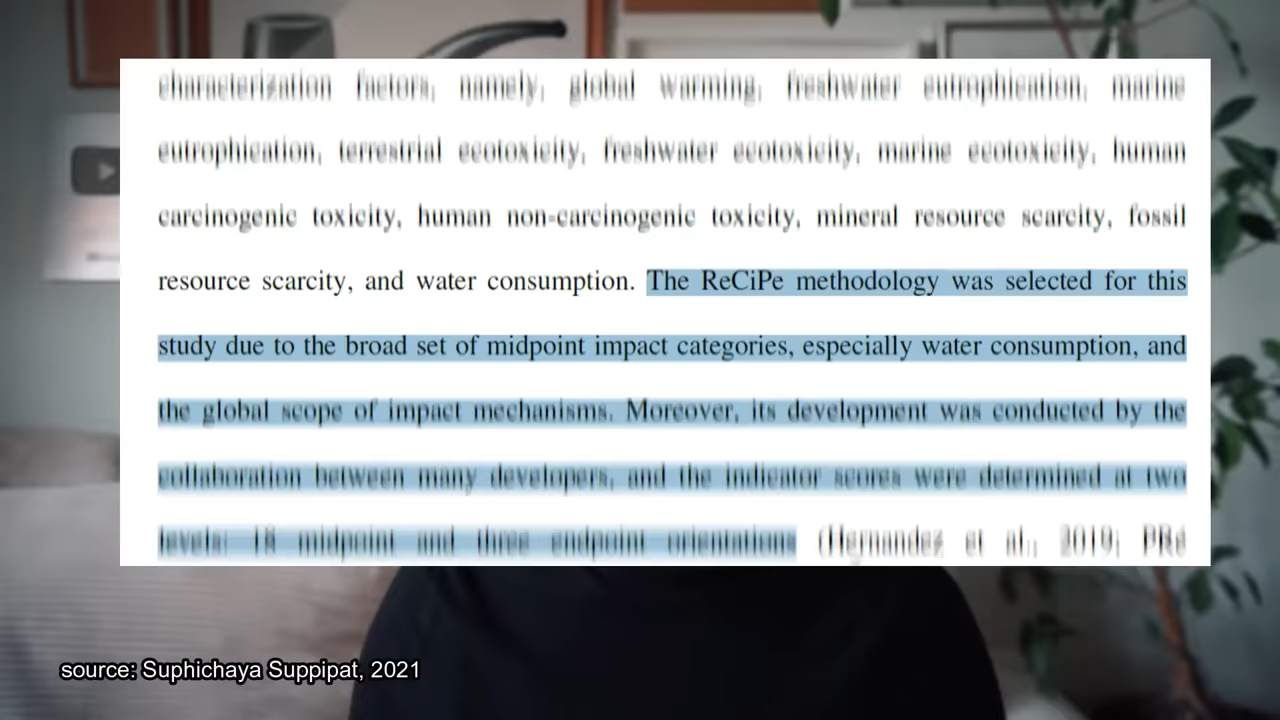 characterization factors, namely, global warming, freshwater eutrophication, marine
eutrophication, terrestrial ecotoxicity, freshwater ecotoxicity, marine ecotoxicity, human
carcinogenic toxicity, human non-carcinogenic toxicity, mineral resource scarcity, fossil
resource scarcity, and water consumption. The ReCiPe methodology was selected for this
study due to the broad set of midpoint impact categories, especially water consumption, and
the global scope of impact mechanisms. Moreover, its development was conducted by the
collaboration between many developers, and the indicator scores were determined at two
levels: 18 midpoint and three endpoint orientations (Hernandez et al., 2019; PRé
source: Suphichaya Suppipat, 2021